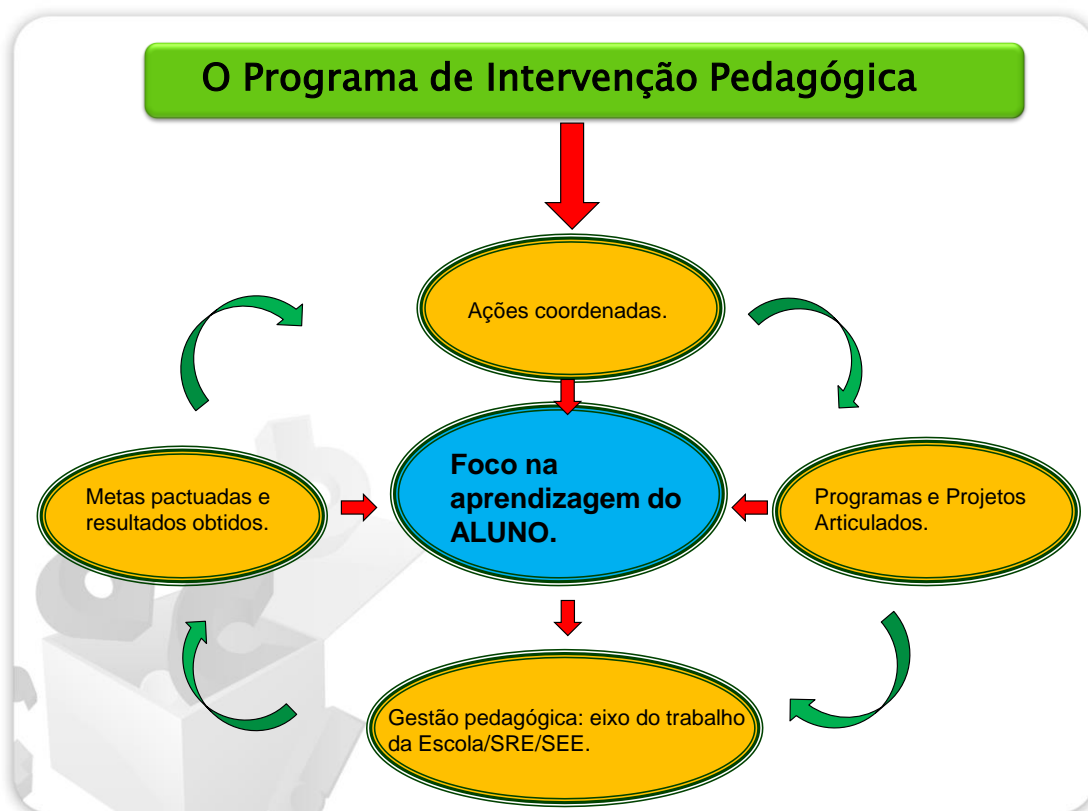 O Programa de Intervenção Pedagógica
Ações coordenadas.
Foco na
aprendizagem do
ALUNO.
Metas pactuadas e
resultados obtidos.
Programas e Projetos
Articulados.
Gestão pedagógica: eixo do trabalho
da Escola/SRE/SEE.